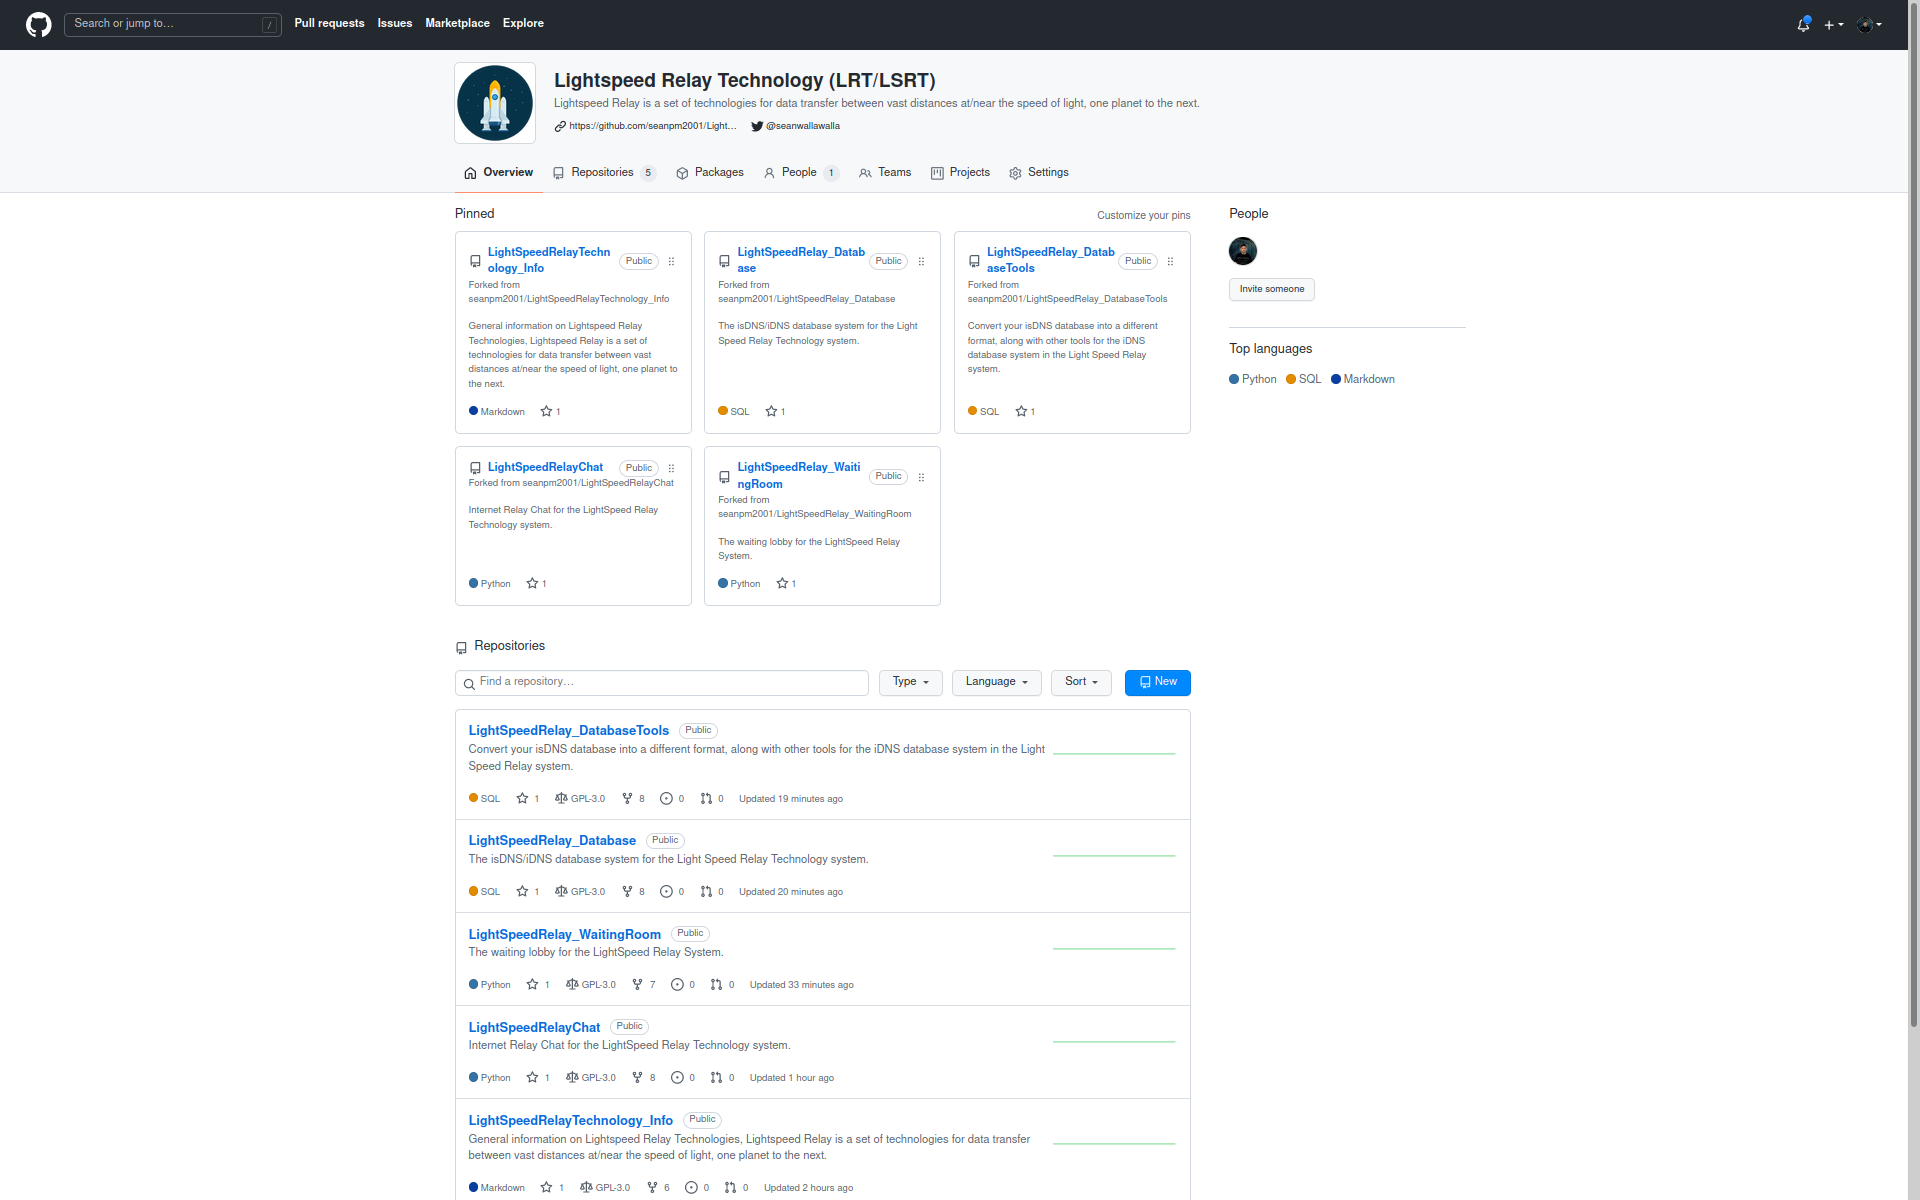 Search or jump to…
/
Pull requests
Issues
Marketplace
Explore
Lightspeed Relay Technology (LRT/LSRT)
Lightspeed Relay is a set of technologies for data transfer between vast distances at/near the speed of light, one planet to the next.
https://github.com/seanpm2001/Light… @seanwallawalla
Overview
Repositories 5
Packages
People 1
Teams
Projects
Settings
Pinned
Customize your pins
LightSpeedRelayTechn
ology_Info
Public
Forked from
seanpm2001/LightSpeedRelayTechnology_Info
General information on Lightspeed Relay
Technologies, Lightspeed Relay is a set of
technologies for data transfer between vast
distances at/near the speed of light, one planet to
the next.
Markdown 1
LightSpeedRelay_Datab
ase
Public
Forked from
seanpm2001/LightSpeedRelay_Database
The isDNS/iDNS database system for the Light
Speed Relay Technology system.
SQL 1
LightSpeedRelay_Datab
aseTools
Public
Forked from
seanpm2001/LightSpeedRelay_DatabaseTools
Convert your isDNS database into a different
format, along with other tools for the iDNS
database system in the Light Speed Relay
system.
SQL 1
LightSpeedRelayChat
Public
Forked from seanpm2001/LightSpeedRelayChat
Internet Relay Chat for the LightSpeed Relay
Technology system.
Python 1
LightSpeedRelay_Waiti
ngRoom
Public
Forked from
seanpm2001/LightSpeedRelay_WaitingRoom
The waiting lobby for the LightSpeed Relay
System.
Python 1
People
Invite someone
Top languages
Python SQL Markdown
Repositories
Find a repository…
Type
Language
Sort
New
LightSpeedRelay_DatabaseTools Public
Convert your isDNS database into a different format, along with other tools for the iDNS database system in the Light
Speed Relay system.
SQL 1 GPL-3.0 8 0 0 Updated 19 minutes ago
LightSpeedRelay_Database Public
The isDNS/iDNS database system for the Light Speed Relay Technology system.
SQL 1 GPL-3.0 8 0 0 Updated 20 minutes ago
LightSpeedRelay_WaitingRoom Public
The waiting lobby for the LightSpeed Relay System.
Python 1 GPL-3.0 7 0 0 Updated 33 minutes ago
LightSpeedRelayChat Public
Internet Relay Chat for the LightSpeed Relay Technology system.
Python 1 GPL-3.0 8 0 0 Updated 1 hour ago
LightSpeedRelayTechnology_Info Public
General information on Lightspeed Relay Technologies, Lightspeed Relay is a set of technologies for data transfer
between vast distances at/near the speed of light, one planet to the next.
Markdown 1 GPL-3.0 6 0 0 Updated 2 hours ago